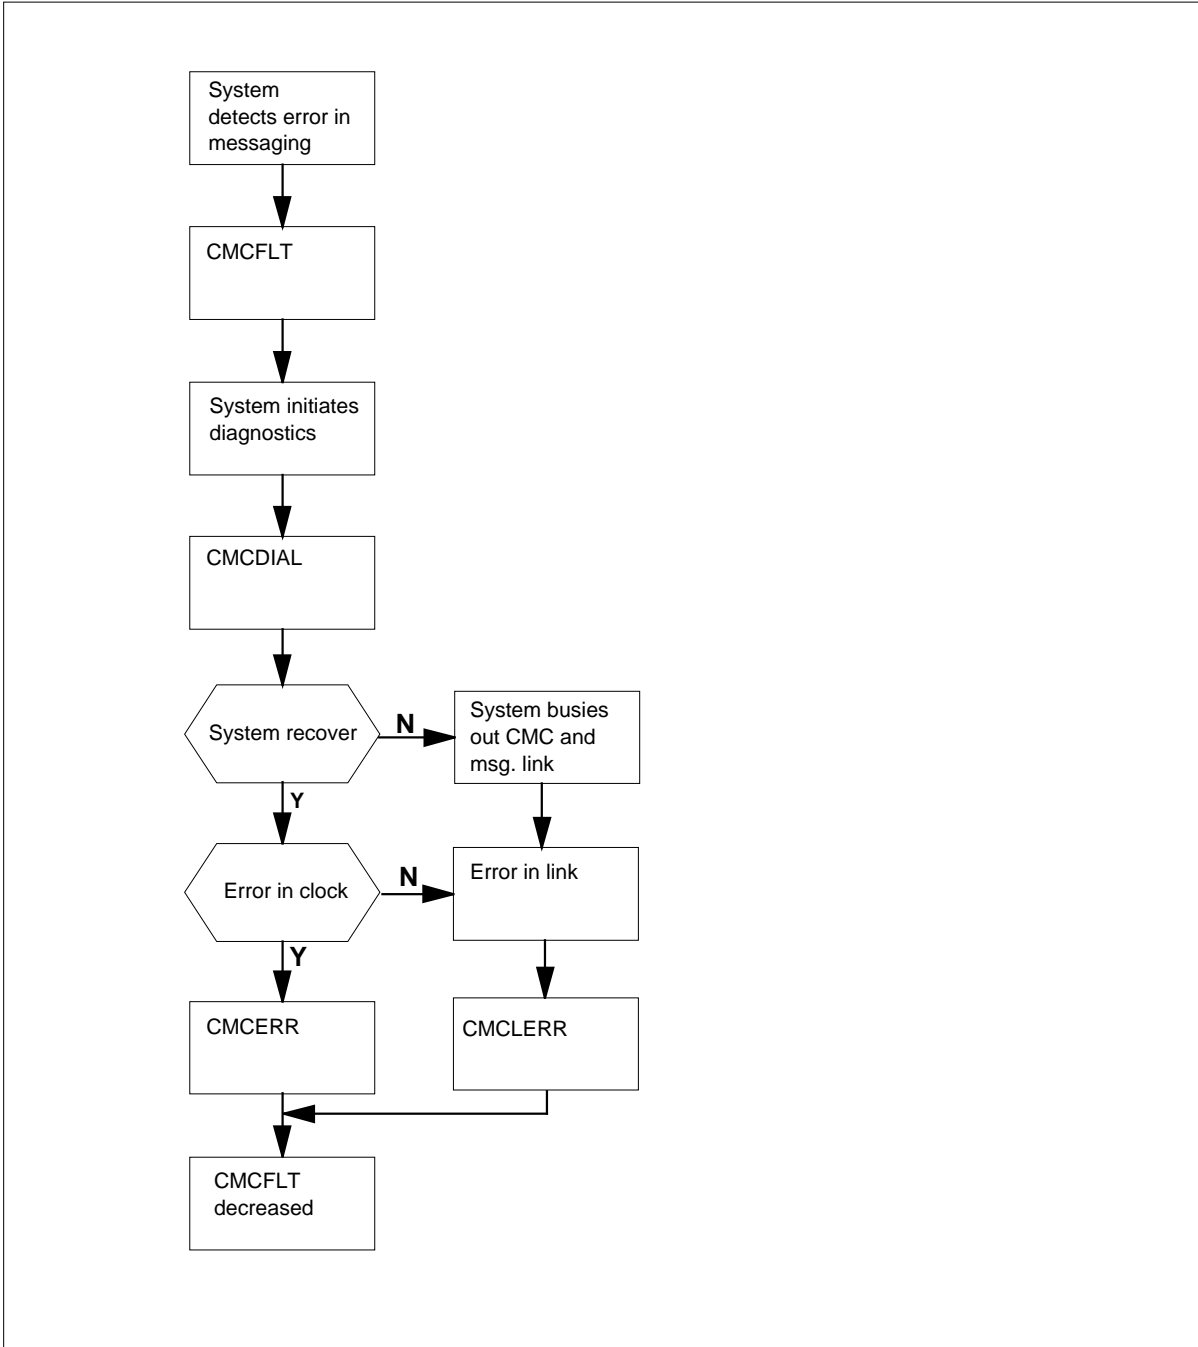 System
detects error in
messaging
CMCFLT
System initiates
diagnostics
CMCDIAL
System recover
N
System busies
out CMC and
msg. link
Y
Error in clock
N
Error in link
Y
CMCERR
CMCLERR
CMCFLT
decreased